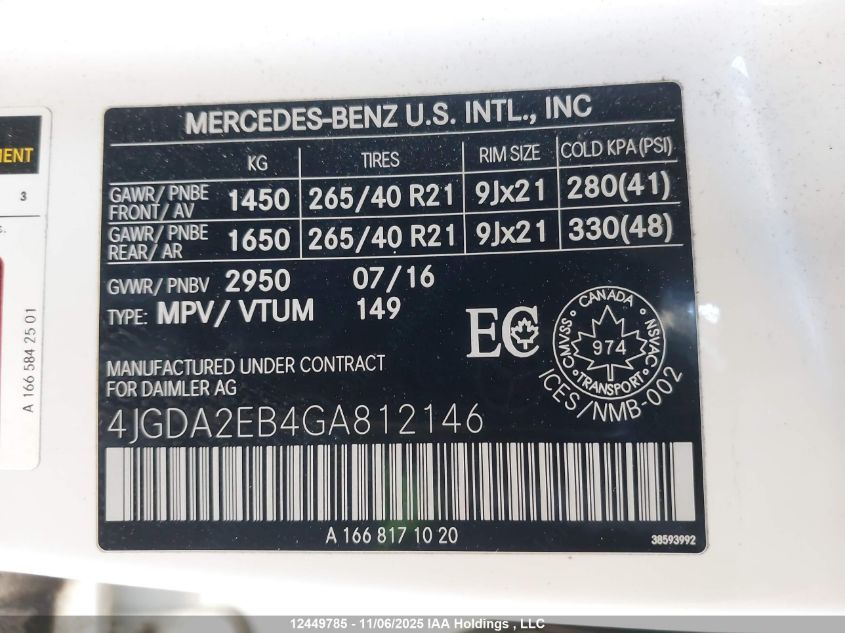 MENT
3
s.
A 166 584 25 01
MERCEDES-BENZ U.S. INTL., INC
KG TIRES RIM SIZE COLD KPA (PSI)
GAWR/ PNBE FRONT/ AV 1450 265/40 R21 9Jx21 280(41)
GAWR/ PNBE REAR/ AR 1650 265/40 R21 9Jx21 330(48)
GVWR/ PNBV 2950 07/16
TYPE: MPV/ VTUM 149
EC
CANADA
CMVSS
NSVAC
974
TRANSPORT
ICES/NMB-002
MANUFACTURED UNDER CONTRACT
FOR DAIMLER AG
4JGDA2EB4GA812146
A 166 817 10 20
38593992
12449785 - 11/06/2025 IAA Holdings , LLC